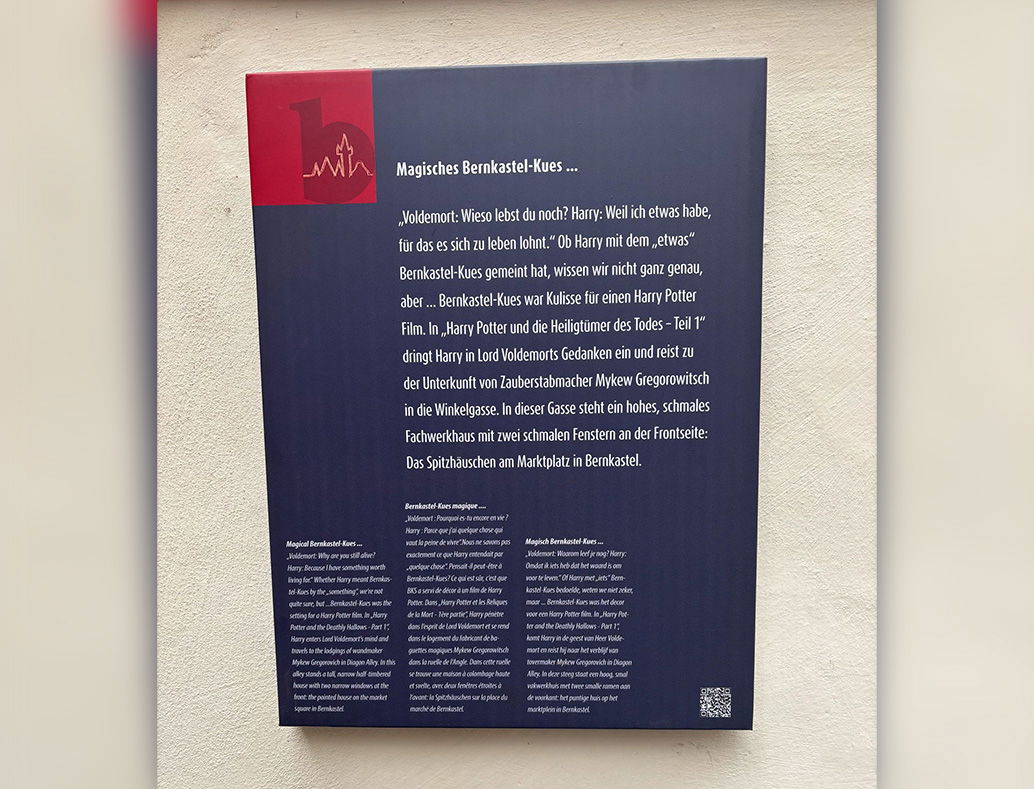 b
Magisches Bernkastel-Kues ...
„Voldemort: Wieso lebst du noch? Harry: Weil ich etwas habe,
für das es sich zu leben lohnt.“ Ob Harry mit dem „etwas“
Bernkastel-Kues gemeint hat, wissen wir nicht ganz genau,
aber ... Bernkastel-Kues war Kulisse für einen Harry Potter
Film. In „Harry Potter und die Heiligtümer des Todes – Teil 1“
dringt Harry in Lord Voldemorts Gedanken ein und reist zu
der Unterkunft von Zauberstabmacher Mykew Gregorowitsch
in die Winkelgasse. In dieser Gasse steht ein hohes, schmales
Fachwerkhaus mit zwei schmalen Fenstern an der Frontseite:
Das Spitzhäuschen am Marktplatz in Bernkastel.
Magical Bernkastel-Kues ...
„Voldemort: Why are you still alive?
Harry: Because I have something worth
living for.“ Whether Harry meant Bernkas-
tel-Kues by the „something“, we're not
quite sure, but ...Bernkastel-Kues was the
setting for a Harry Potter film. In „Harry
Potter and the Deathly Hallows - Part 1“,
Harry enters Lord Voldemort's mind and
travels to the lodgings of wandmaker
Mykew Gregorovich in Diagon Alley. In this
alley stands a tall, narrow half-timbered
house with two narrow windows at the
front: the pointed house on the market
square in Bernkastel.
Bernkastel-Kues magique ....
„Voldemort : Pourquoi es-tu encore en vie ?
Harry : Parce que j'ai quelque chose qui
vaut la peine de vivre“.Nous ne savons pas
exactement ce que Harry entendait par
„quelque chose“. Pensait-il peut-être à
Bernkastel-Kues? Ce qui est sûr, c'est que
BKS a servi de décor à un film de Harry
Potter. Dans „Harry Potter et les Reliques
de la Mort - 1ère partie“, Harry pénètre
dans l'esprit de Lord Voldemort et se rend
dans le logement du fabricant de ba-
guettes magiques Mykew Gregorowitsch
dans la ruelle de l'Angle. Dans cette ruelle
se trouve une maison à colombage haute
et svelte, avec deux fenêtres étroites à
l'avant: la Spitzhäuschen sur la place du
marché de Bernkastel.
Magisch Bernkastel-Kues ...
„Voldemort: Waarom leef je nog? Harry:
Omdat ik iets heb dat het waard is om
voor te leven.“ Of Harry met „iets“ Bern-
kastel-Kues bedoelde, weten we niet zeker,
maar ... Bernkastel-Kues was het decor
voor een Harry Potter film. In „Harry Pot-
ter and the Deathly Hallows - Part 1“,
komt Harry in de geest van Heer Volde-
mort en reist hij naar het verblijf van
tovermaker Mykew Gregorovich in Diagon
Alley. In deze steeg staat een hoog, smal
vakwerkhuis met twee smalle ramen aan
de voorkant: het puntige huis op het
marktplein in Bernkastel.